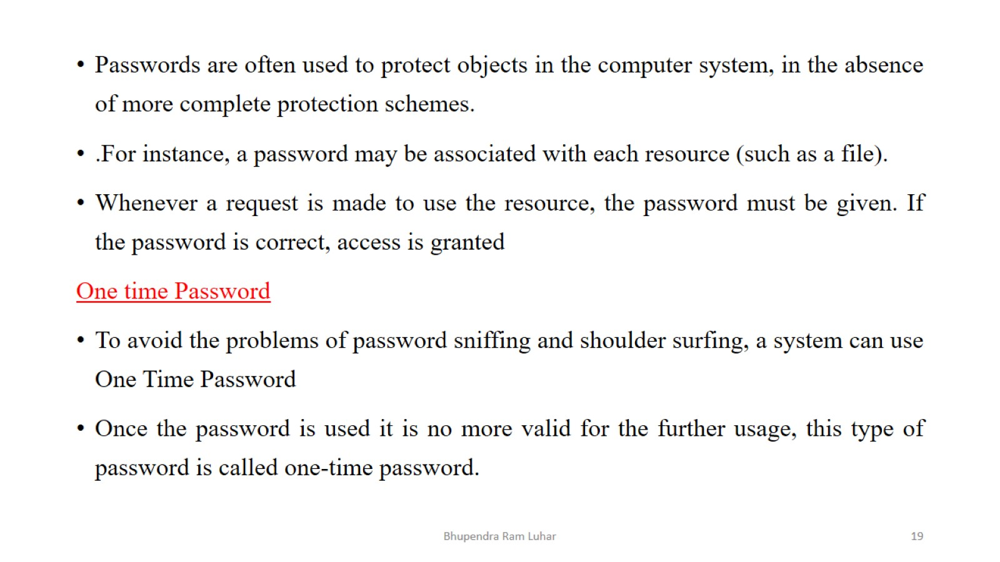 • Passwords are often used to protect objects in the computer system, in the absence
of more complete protection schemes.
• .For instance, a password may be associated with each resource (such as a file).
• Whenever a request is made to use the resource, the password must be given. If
the password is correct, access is granted
One time Password
• To avoid the problems of password sniffing and shoulder surfing, a system can use
One Time Password
• Once the password is used it is no more valid for the further usage, this type of
password is called one-time password.
Bhupendra Ram Luhar
19